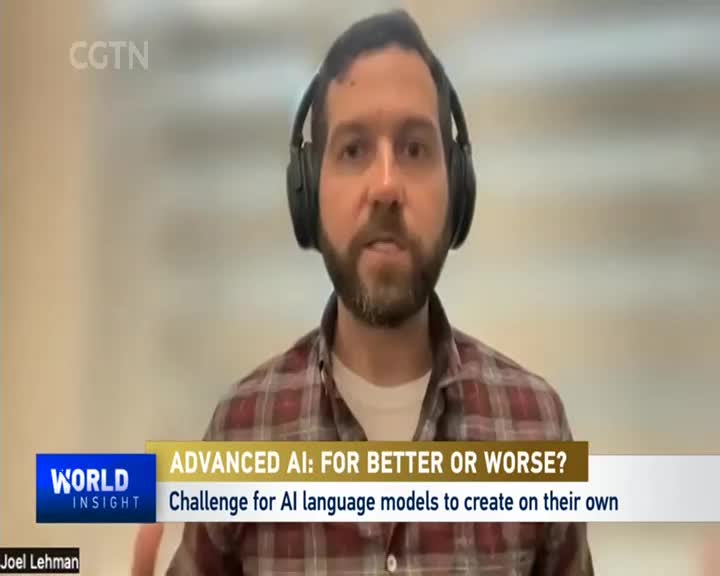 CGTN
ADVANCED AI: FOR BETTER OR WORSE?
WORLD
INSIGHT
Challenge for AI language models to create on their own
Joel Lehman